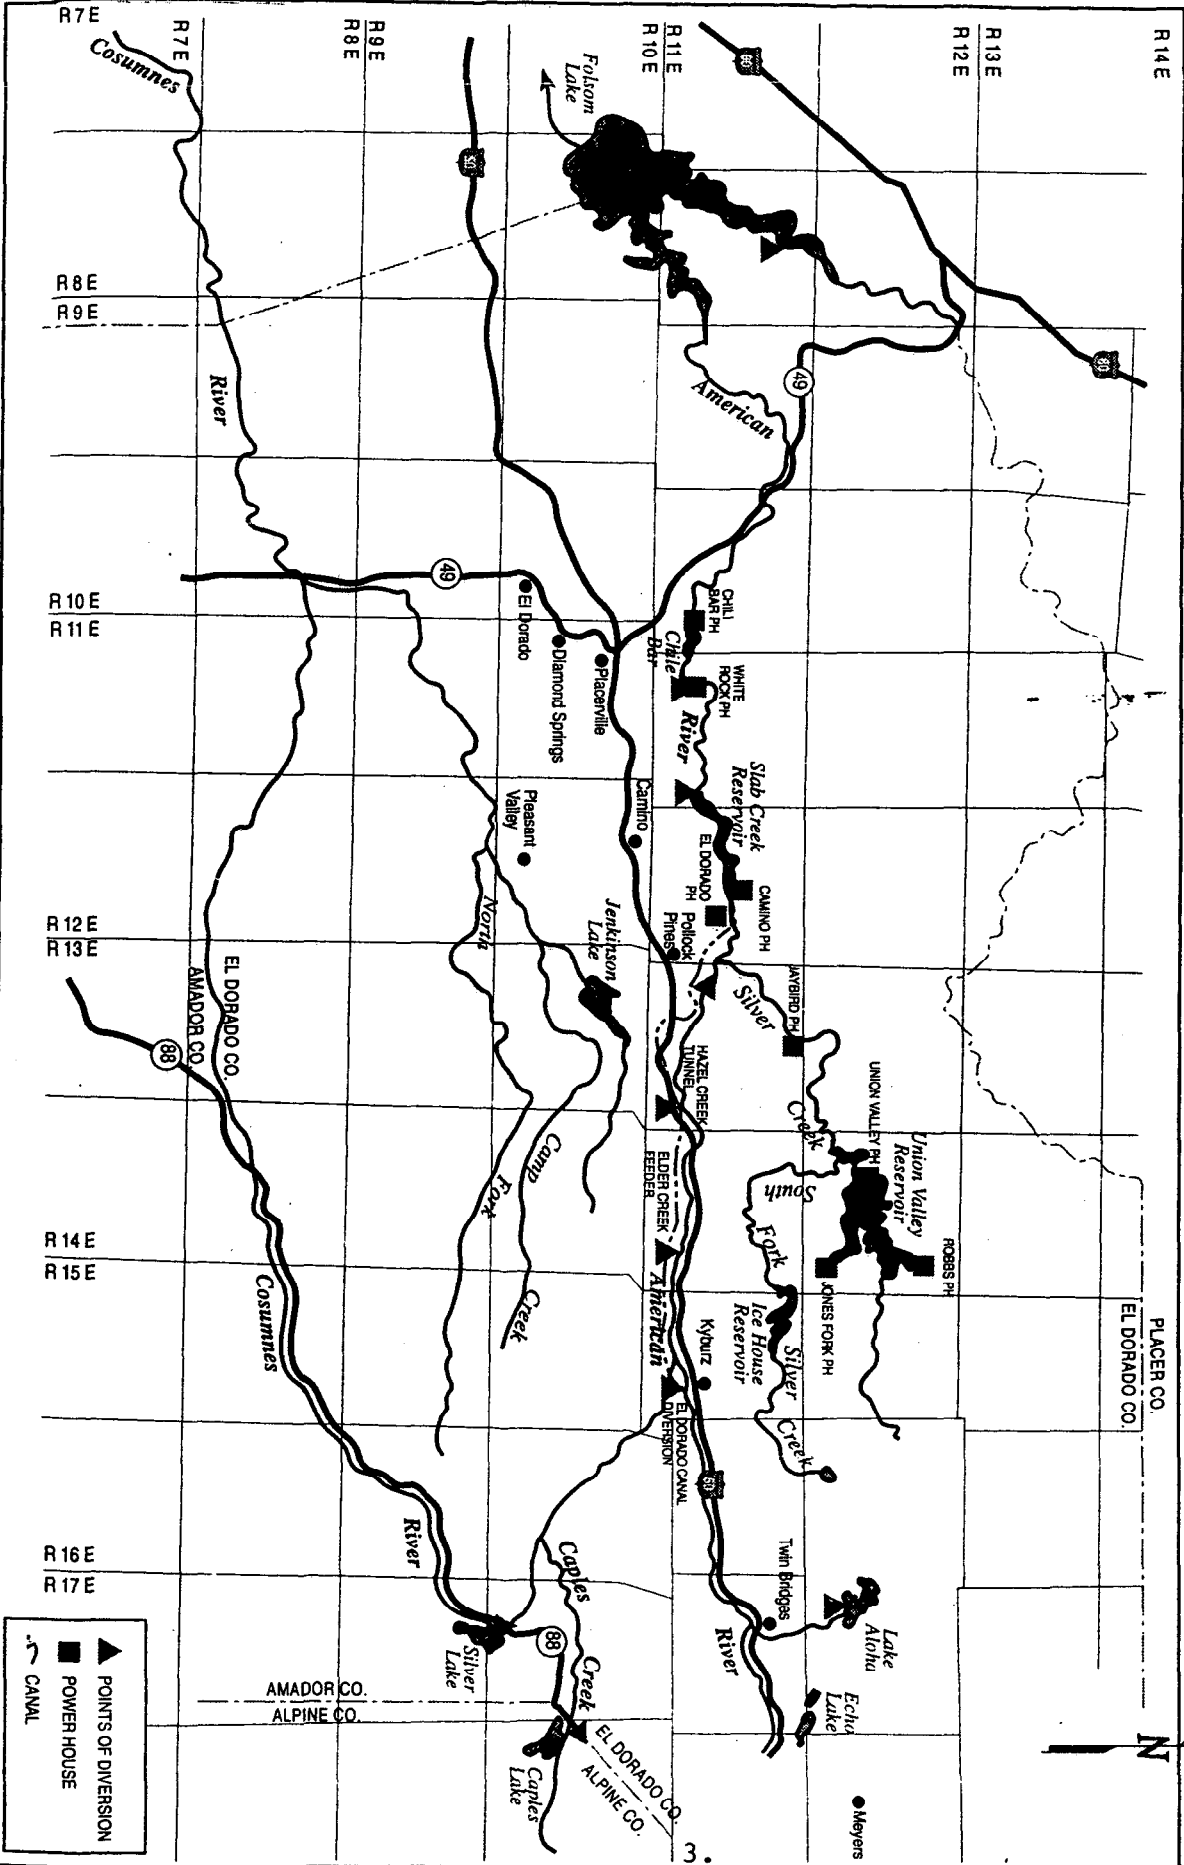 R7E
R7E
R8E
R9E
R10E
R11E
R12E
R13E
R14E
Cosumnes
50
Folsom
Lake
80
R8E
R9E
River
American
49
80
R10E
R11E
49
El Dorado
Diamond Springs
Placerville
CHILI
BAR PH
Chile
Bar
WHITE
ROCK PH
River
Slab Creek
Reservoir
Camino
Pleasant
Valley
EL DORADO
PH
CAMINO PH
Pollock
Pines
R12E
R13E
North
Jenkinson
Lake
Silver
JAYBIRD PH
EL DORADO CO.
AMADOR CO.
88
HAZEL CREEK
TUNNEL
Creek
UNION VALLEY PH
Union Valley
Reservoir
Camp
Fork
ELDER CREEK
FEEDER
South
Fork
ROBBS PH
JONES FORK PH
R14E
R15E
Cosumnes
Creek
American
Kyburz
Ice House
Reservoir
Silver
Creek
PLACER CO.
EL DORADO CO.
EL DORADO CANAL
DIVERSION
50
R16E
R17E
River
Caples
Creek
Twin Bridges
River
Lake
Aloha
Echo
Lake
Silver
Lake
88
AMADOR CO.
ALPINE CO.
EL DORADO CO.
ALPINE CO.
Caples
Lake
Meyers
N
POINTS OF DIVERSION
POWER HOUSE
CANAL
3.